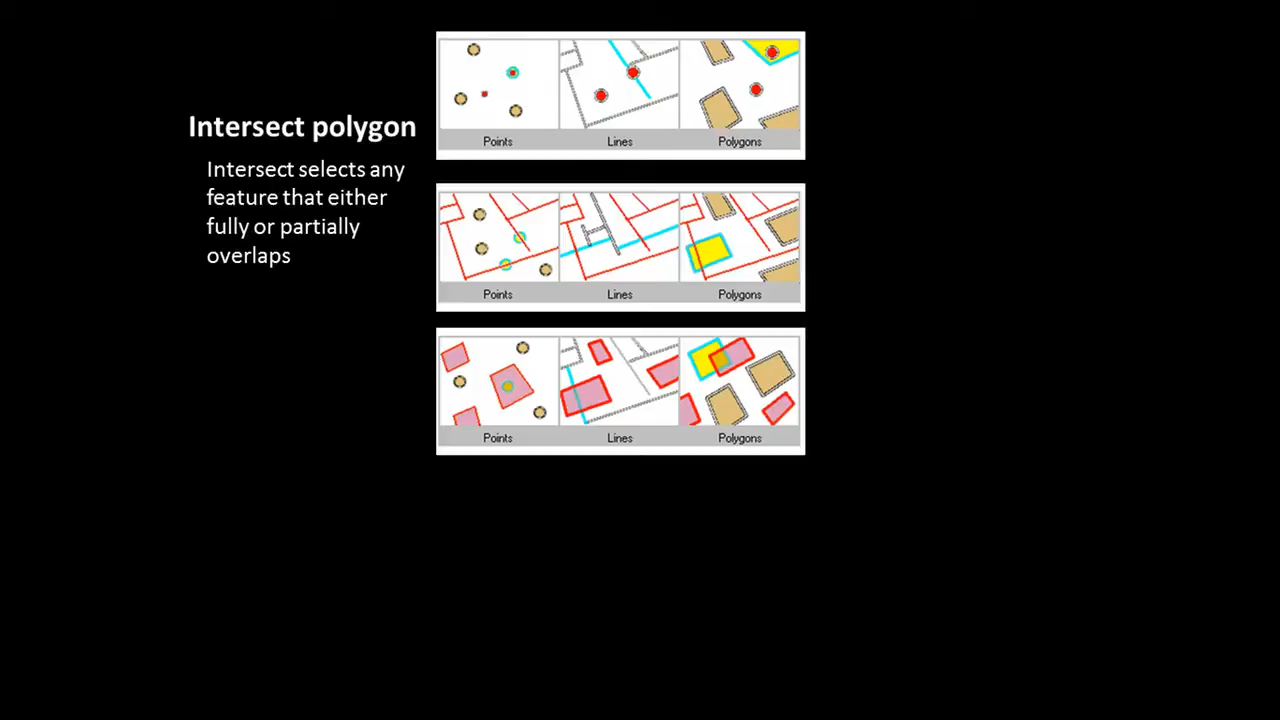 Intersect polygon
Intersect selects any
feature that either
fully or partially
overlaps
Points Lines Polygons
Points Lines Polygons
Points Lines Polygons